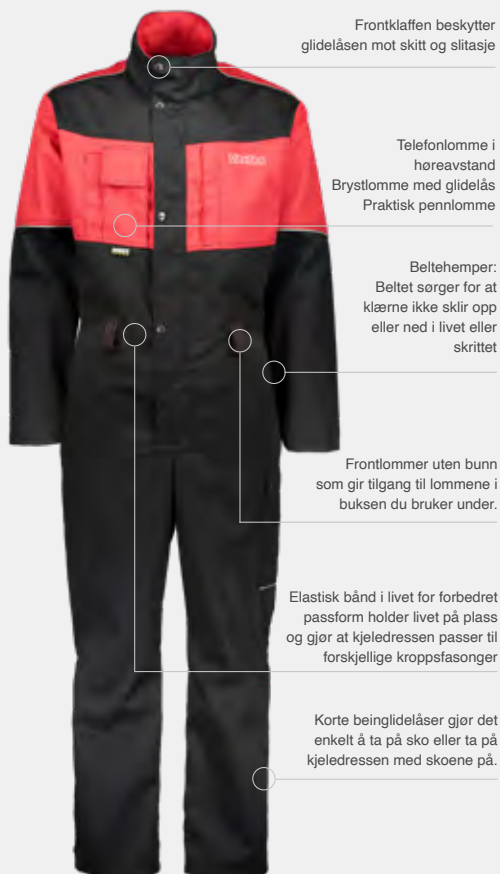 Frontklaffen beskytter
glidelåsen mot skitt og slitasje
Telefonlomme i
høreavstand
Brystlomme med glidelås
Praktisk pennlomme
Beltehemper:
Beltet sørger for at
klærne ikke sklir opp
eller ned i livet eller
skrittet
Frontlommer uten bunn
som gir tilgang til lommene i
buksen du bruker under.
Elastisk bånd i livet for forbedret
passform holder livet på plass
og gjør at kjeledressen passer til
forskjellige kroppsfasonger
Korte beinglidelåser gjør det
enkelt å ta på sko eller ta på
kjeledressen med skoene på.